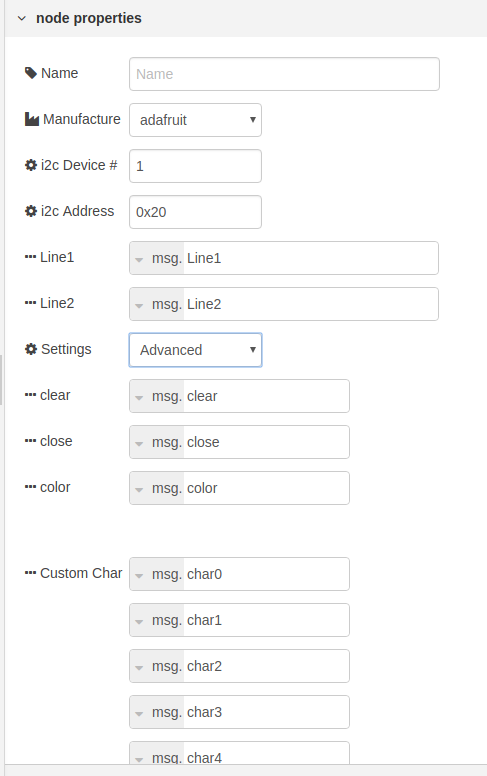 node properties
Name Name
Manufacture adafruit
i2c Device # 1
i2c Address 0x20
Line1 msg. Line1
Line2 msg. Line2
Settings Advanced
clear msg. clear
close msg. close
color msg. color
Custom Char msg. char0
msg. char1
msg. char2
msg. char3
msg. char4